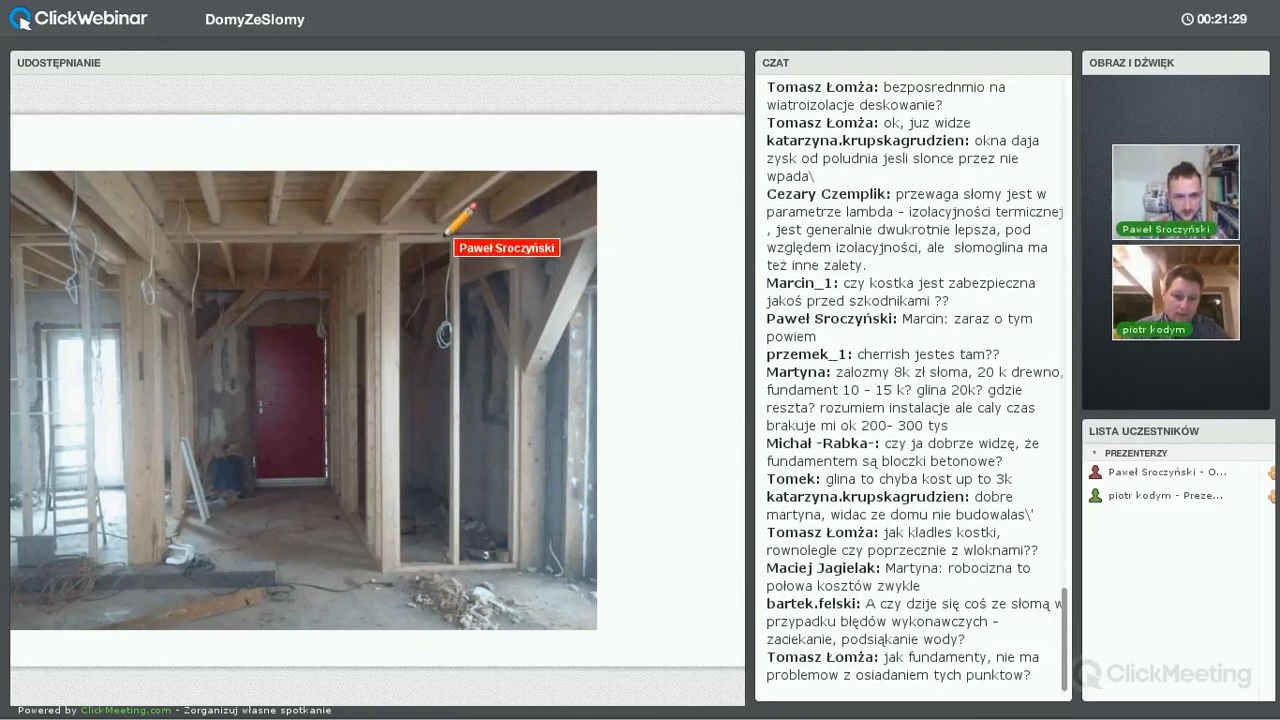 ClickWebinar
DomyZeSlomy
00:21:29
UDOSTĘPNIANIE
Paweł Sroczyński
CZAT
Tomasz Łomża: bezposrednmio na
wiatroizolacje deskowanie?
Tomasz Łomża: ok, juz widze
katarzyna.krupskagrudzien: okna daja
zysk od poludnia jesli slonce przez nie
wpada\
Cezary Czemplik: przewaga słomy jest w
parametrze lambda - izolacyjności termicznej
, jest generalnie dwukrotnie lepsza, pod
względem izolacyjności, ale słomoglina ma
też inne zalety.
Marcin_1: czy kostka jest zabezpieczna
jakoś przed szkodnikami ??
Paweł Sroczyński: Marcin: zaraz o tym
powiem
przemek_1: cherrish jestes tam??
Martyna: zalozmy 8k zł słoma, 20 k drewno,
fundament 10 - 15 k? glina 20k? gdzie
reszta? rozumiem instalacje ale caly czas
brakuje mi ok 200- 300 tys
Michał -Rabka-: czy ja dobrze widzę, że
fundamentem są bloczki betonowe?
Tomek: glina to chyba kost up to 3k
katarzyna.krupskagrudzien: dobre
martyna, widac ze domu nie budowalas\'
Tomasz Łomża: jak kladles kostki,
rownolegle czy poprzecznie z wloknami??
Maciej Jagielak: Martyna: robocizna to
połowa kosztów zwykle
bartek.felski: A czy dzije się coś ze słomą w
przypadku błędów wykonawczych -
zaciekanie, podsiąkanie wody?
Tomasz Łomża: jak fundamenty, nie ma
problemow z osiadaniem tych punktow?
OBRAZ I DŹWIĘK
Paweł Sroczyński
piotr kodym
LISTA UCZESTNIKÓW
PREZENTERZY
Paweł Sroczyński - O...
piotr kodym - Preze...
ClickMeeting
Powered by ClickMeeting.com - Zorganizuj własne spotkanie